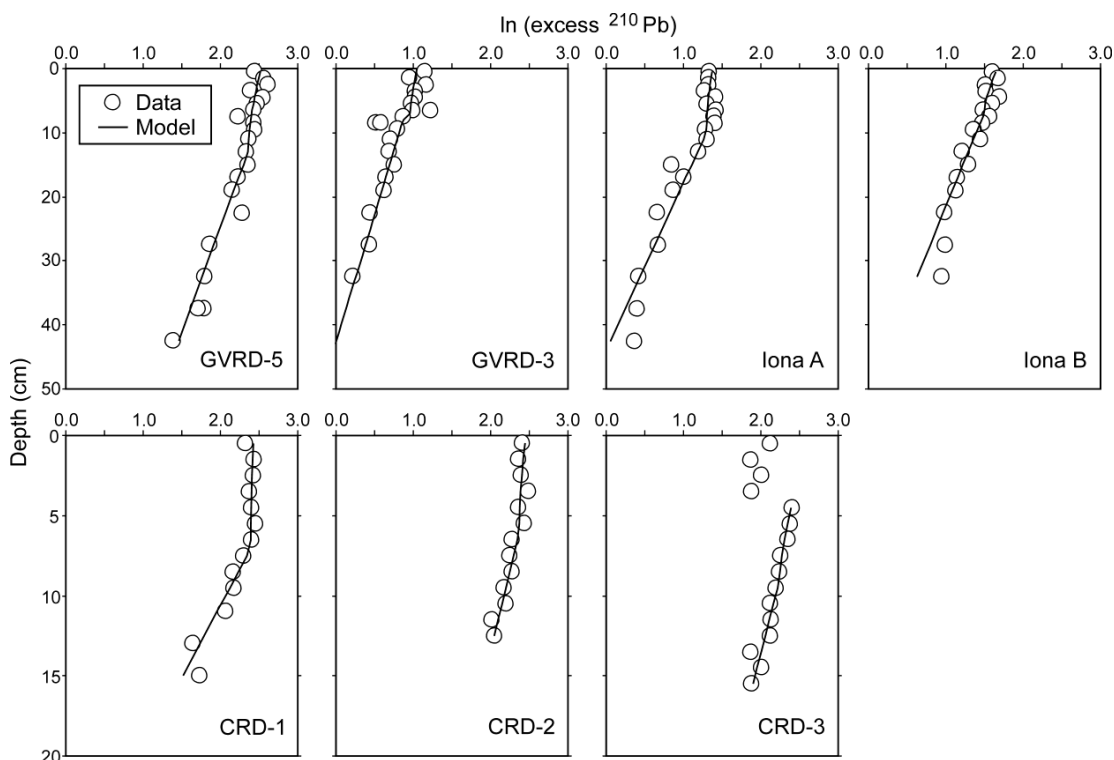 ln (excess ²¹⁰Pb)
0.0 1.0 2.0 3.0 0.0 1.0 2.0 3.0 0.0 1.0 2.0 3.0 0.0 1.0 2.0 3.0
0
Data
Model
10
20
30
40
50
GVRD-5 GVRD-3 Iona A Iona B
Depth (cm)
0.0 1.0 2.0 3.0 0.0 1.0 2.0 3.0 0.0 1.0 2.0 3.0
0
5
10
15
20
CRD-1 CRD-2 CRD-3